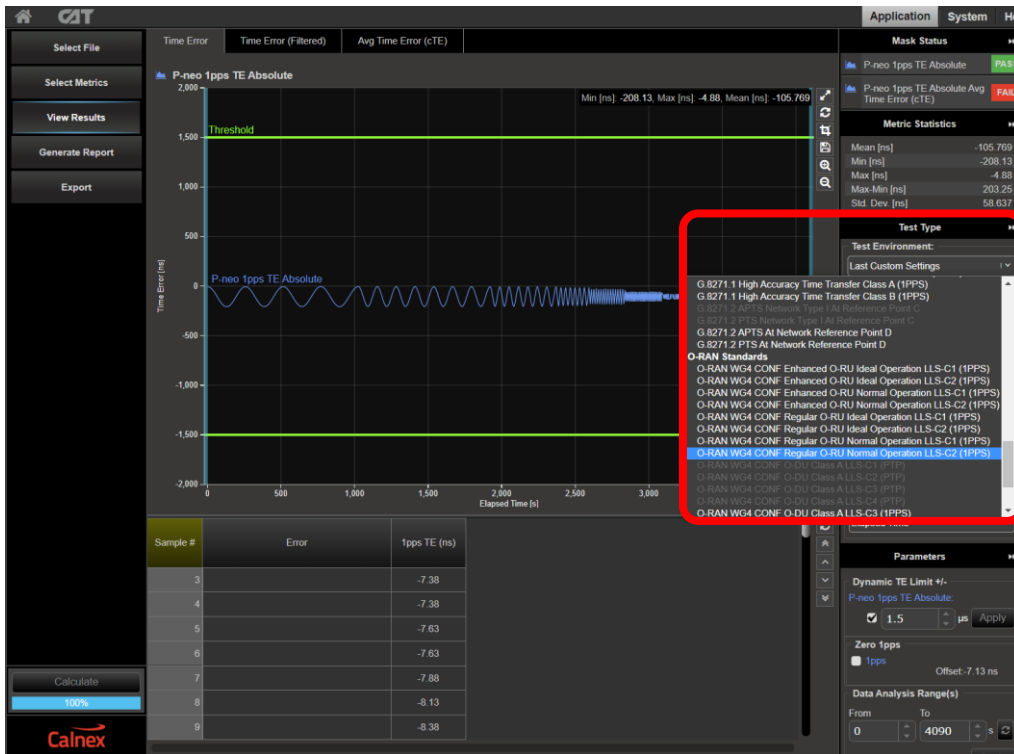 CAT
Application System
Select File
Select Metrics
View Results
Generate Report
Export
Calculate
100%
Calnex
Time Error Time Error (Filtered) Avg Time Error (cTE)
P-neo 1pps TE Absolute
Min [ns]: -208.13, Max [ns]: -4.88, Mean [ns]: -105.769
Threshold
P-neo 1pps TE Absolute
Time Error [ns]
2,000
1,500
1,000
500
0
-500
-1,000
-1,500
-2,000
0 500 1,000 1,500 2,000 2,500 3,000
Elapsed Time [s]
Sample # Error 1pps TE (ns)
3 -7.38
4 -7.38
5 -7.63
6 -7.63
7 -7.88
8 -8.13
9 -8.38
Mask Status
P-neo 1pps TE Absolute PAS
P-neo 1pps TE Absolute Avg FAIL
Time Error (cTE)
Metric Statistics
Mean [ns] -105.769
Min [ns] -208.13
Max [ns] -4.88
Max-Min [ns] 203.25
Std. Dev. [ns] 58.637
Test Type
Test Environment:
Last Custom Settings
G.8271.1 High Accuracy Time Transfer Class A (1PPS)
G.8271.1 High Accuracy Time Transfer Class B (1PPS)
G.8271.2 APTS Network Type I At Reference Point C
G.8271.2 PTS Network Type I At Reference Point C
G.8271.2 APTS At Network Reference Point D
G.8271.2 PTS At Network Reference Point D
O-RAN Standards
O-RAN WG4 CONF Enhanced O-RU Ideal Operation LLS-C1 (1PPS)
O-RAN WG4 CONF Enhanced O-RU Ideal Operation LLS-C2 (1PPS)
O-RAN WG4 CONF Enhanced O-RU Normal Operation LLS-C1 (1PPS)
O-RAN WG4 CONF Enhanced O-RU Normal Operation LLS-C2 (1PPS)
O-RAN WG4 CONF Regular O-RU Ideal Operation LLS-C1 (1PPS)
O-RAN WG4 CONF Regular O-RU Ideal Operation LLS-C2 (1PPS)
O-RAN WG4 CONF Regular O-RU Normal Operation LLS-C1 (1PPS)
O-RAN WG4 CONF Regular O-RU Normal Operation LLS-C2 (1PPS)
O-RAN WG4 CONF O-DU Class A LLS-C1 (PTP)
O-RAN WG4 CONF O-DU Class A LLS-C2 (PTP)
O-RAN WG4 CONF O-DU Class A LLS-C3 (PTP)
O-RAN WG4 CONF O-DU Class A LLS-C4 (PTP)
O-RAN WG4 CONF O-DU Class A LLS-C3 (1PPS)
Parameters
Dynamic TE Limit +/-
P-neo 1pps TE Absolute:
1.5 µs Apply
Zero 1pps
1pps
Offset:-7.13 ns
Data Analysis Range(s)
From To
0 4090 s